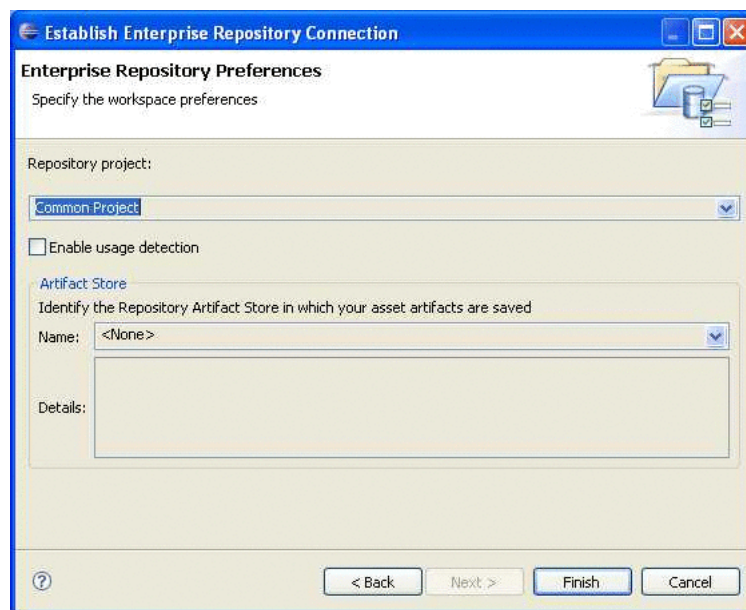 Establish Enterprise Repository Connection
Enterprise Repository Preferences
Specify the workspace preferences
Repository project:
Common Project
Enable usage detection
Artifact Store
Identify the Repository Artifact Store in which your asset artifacts are saved
Name: <None>
Details:
? < Back Next > Finish Cancel